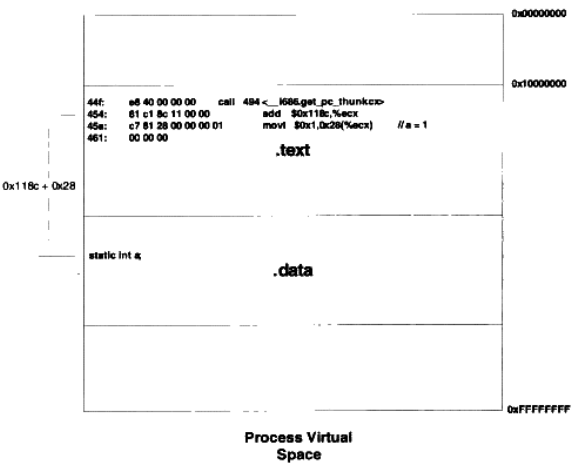 0x00000000
0x10000000
44f: e8 40 00 00 00 call 494 <__i686.get_pc_thunk.cx>
454: 81 c1 8c 11 00 00 add $0x118c,%ecx
45a: c7 81 28 00 00 00 01 movl $0x1,0x28(%ecx) // a = 1
461: 00 00 00
.text
0x118c + 0x28
static int a;
.data
0xFFFFFFFF
Process Virtual
Space